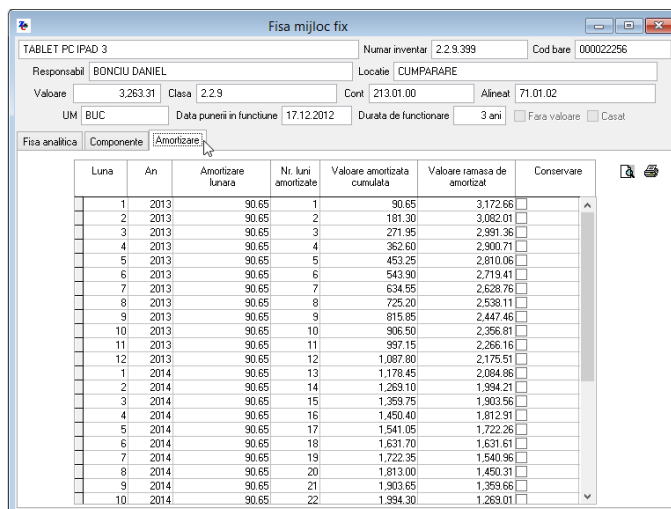 Fisa mijloc fix
TABLET PC IPAD 3 Numar inventar 2.2.9.399 Cod bare 000022256
Responsabil BONCIU DANIEL Locatie CUMPARARE
Valoare 3,263.31 Clasa 2.2.9 Cont 213.01.00 Alineat 71.01.02
UM BUC Data punerii in functiune 17.12.2012 Durata de functionare 3 ani Fara valoare Casat
Fisa analitica Componente Amortizare
Luna An Amortizare lunara Nr. luni amortizate Valoare amortizata cumulata Valoare ramasa de amortizat Conservare
1 2013 90.65 1 90.65 3,172.66
2 2013 90.65 2 181.30 3,082.01
3 2013 90.65 3 271.95 2,991.36
4 2013 90.65 4 362.60 2,900.71
5 2013 90.65 5 453.25 2,810.06
6 2013 90.65 6 543.90 2,719.41
7 2013 90.65 7 634.55 2,628.76
8 2013 90.65 8 725.20 2,538.11
9 2013 90.65 9 815.85 2,447.46
10 2013 90.65 10 906.50 2,356.81
11 2013 90.65 11 997.15 2,266.16
12 2013 90.65 12 1,087.80 2,175.51
1 2014 90.65 13 1,178.45 2,084.86
2 2014 90.65 14 1,269.10 1,994.21
3 2014 90.65 15 1,359.75 1,903.56
4 2014 90.65 16 1,450.40 1,812.91
5 2014 90.65 17 1,541.05 1,722.26
6 2014 90.65 18 1,631.70 1,631.61
7 2014 90.65 19 1,722.35 1,540.96
8 2014 90.65 20 1,813.00 1,450.31
9 2014 90.65 21 1,903.65 1,359.66
10 2014 90.65 22 1,994.30 1,269.01